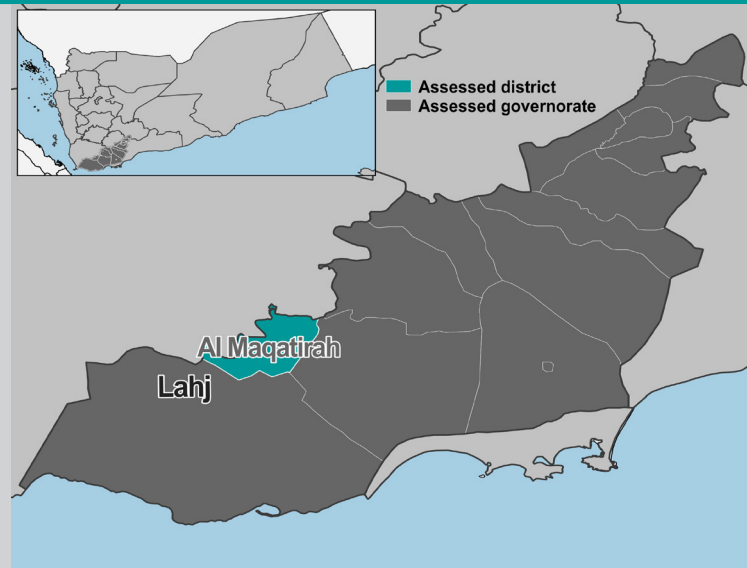 Assessed district
Assessed governorate
Al Maqatirah
Lahj